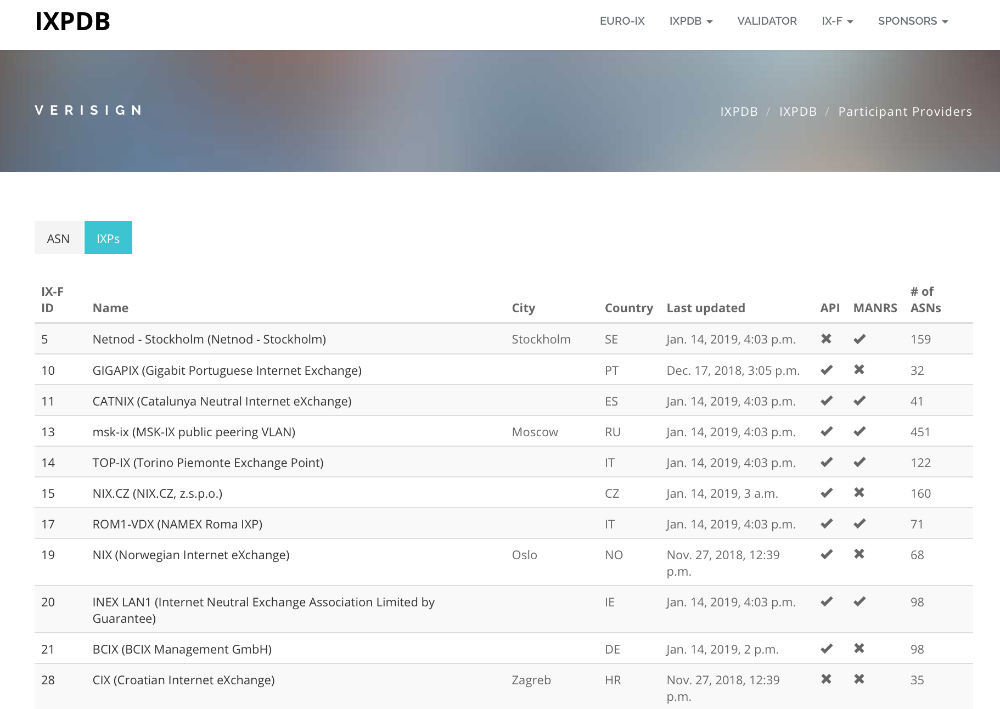 IXPDB
EURO-IX IXPDB VALIDATOR IX-F SPONSORS
VERISIGN
IXPDB / IXPDB / Participant Providers
ASN IXPs
IX-F ID Name City Country Last updated API MANRS # of ASNs
5 Netnod - Stockholm (Netnod - Stockholm) Stockholm SE Jan. 14, 2019, 4:03 p.m. ✖ ✔ 159
10 GIGAPIX (Gigabit Portuguese Internet Exchange) PT Dec. 17, 2018, 3:05 p.m. ✔ ✖ 32
11 CATNIX (Catalunya Neutral Internet eXchange) ES Jan. 14, 2019, 4:03 p.m. ✔ ✔ 41
13 msk-ix (MSK-IX public peering VLAN) Moscow RU Jan. 14, 2019, 4:03 p.m. ✔ ✔ 451
14 TOP-IX (Torino Piemonte Exchange Point) IT Jan. 14, 2019, 4:03 p.m. ✔ ✔ 122
15 NIX.CZ (NIX.CZ, z.s.p.o.) CZ Jan. 14, 2019, 3 a.m. ✔ ✖ 160
17 ROM1-VDX (NAMEX Roma IXP) IT Jan. 14, 2019, 4:03 p.m. ✔ ✔ 71
19 NIX (Norwegian Internet eXchange) Oslo NO Nov. 27, 2018, 12:39 ✔ ✖ 68
p.m.
20 INEX LAN1 (Internet Neutral Exchange Association Limited by IE Jan. 14, 2019, 4:03 p.m. ✔ ✔ 98
Guarantee)
21 BCIX (BCIX Management GmbH) DE Jan. 14, 2019, 2 p.m. ✔ ✖ 98
28 CIX (Croatian Internet eXchange) Zagreb HR Nov. 27, 2018, 12:39 ✖ ✖ 35
p.m.